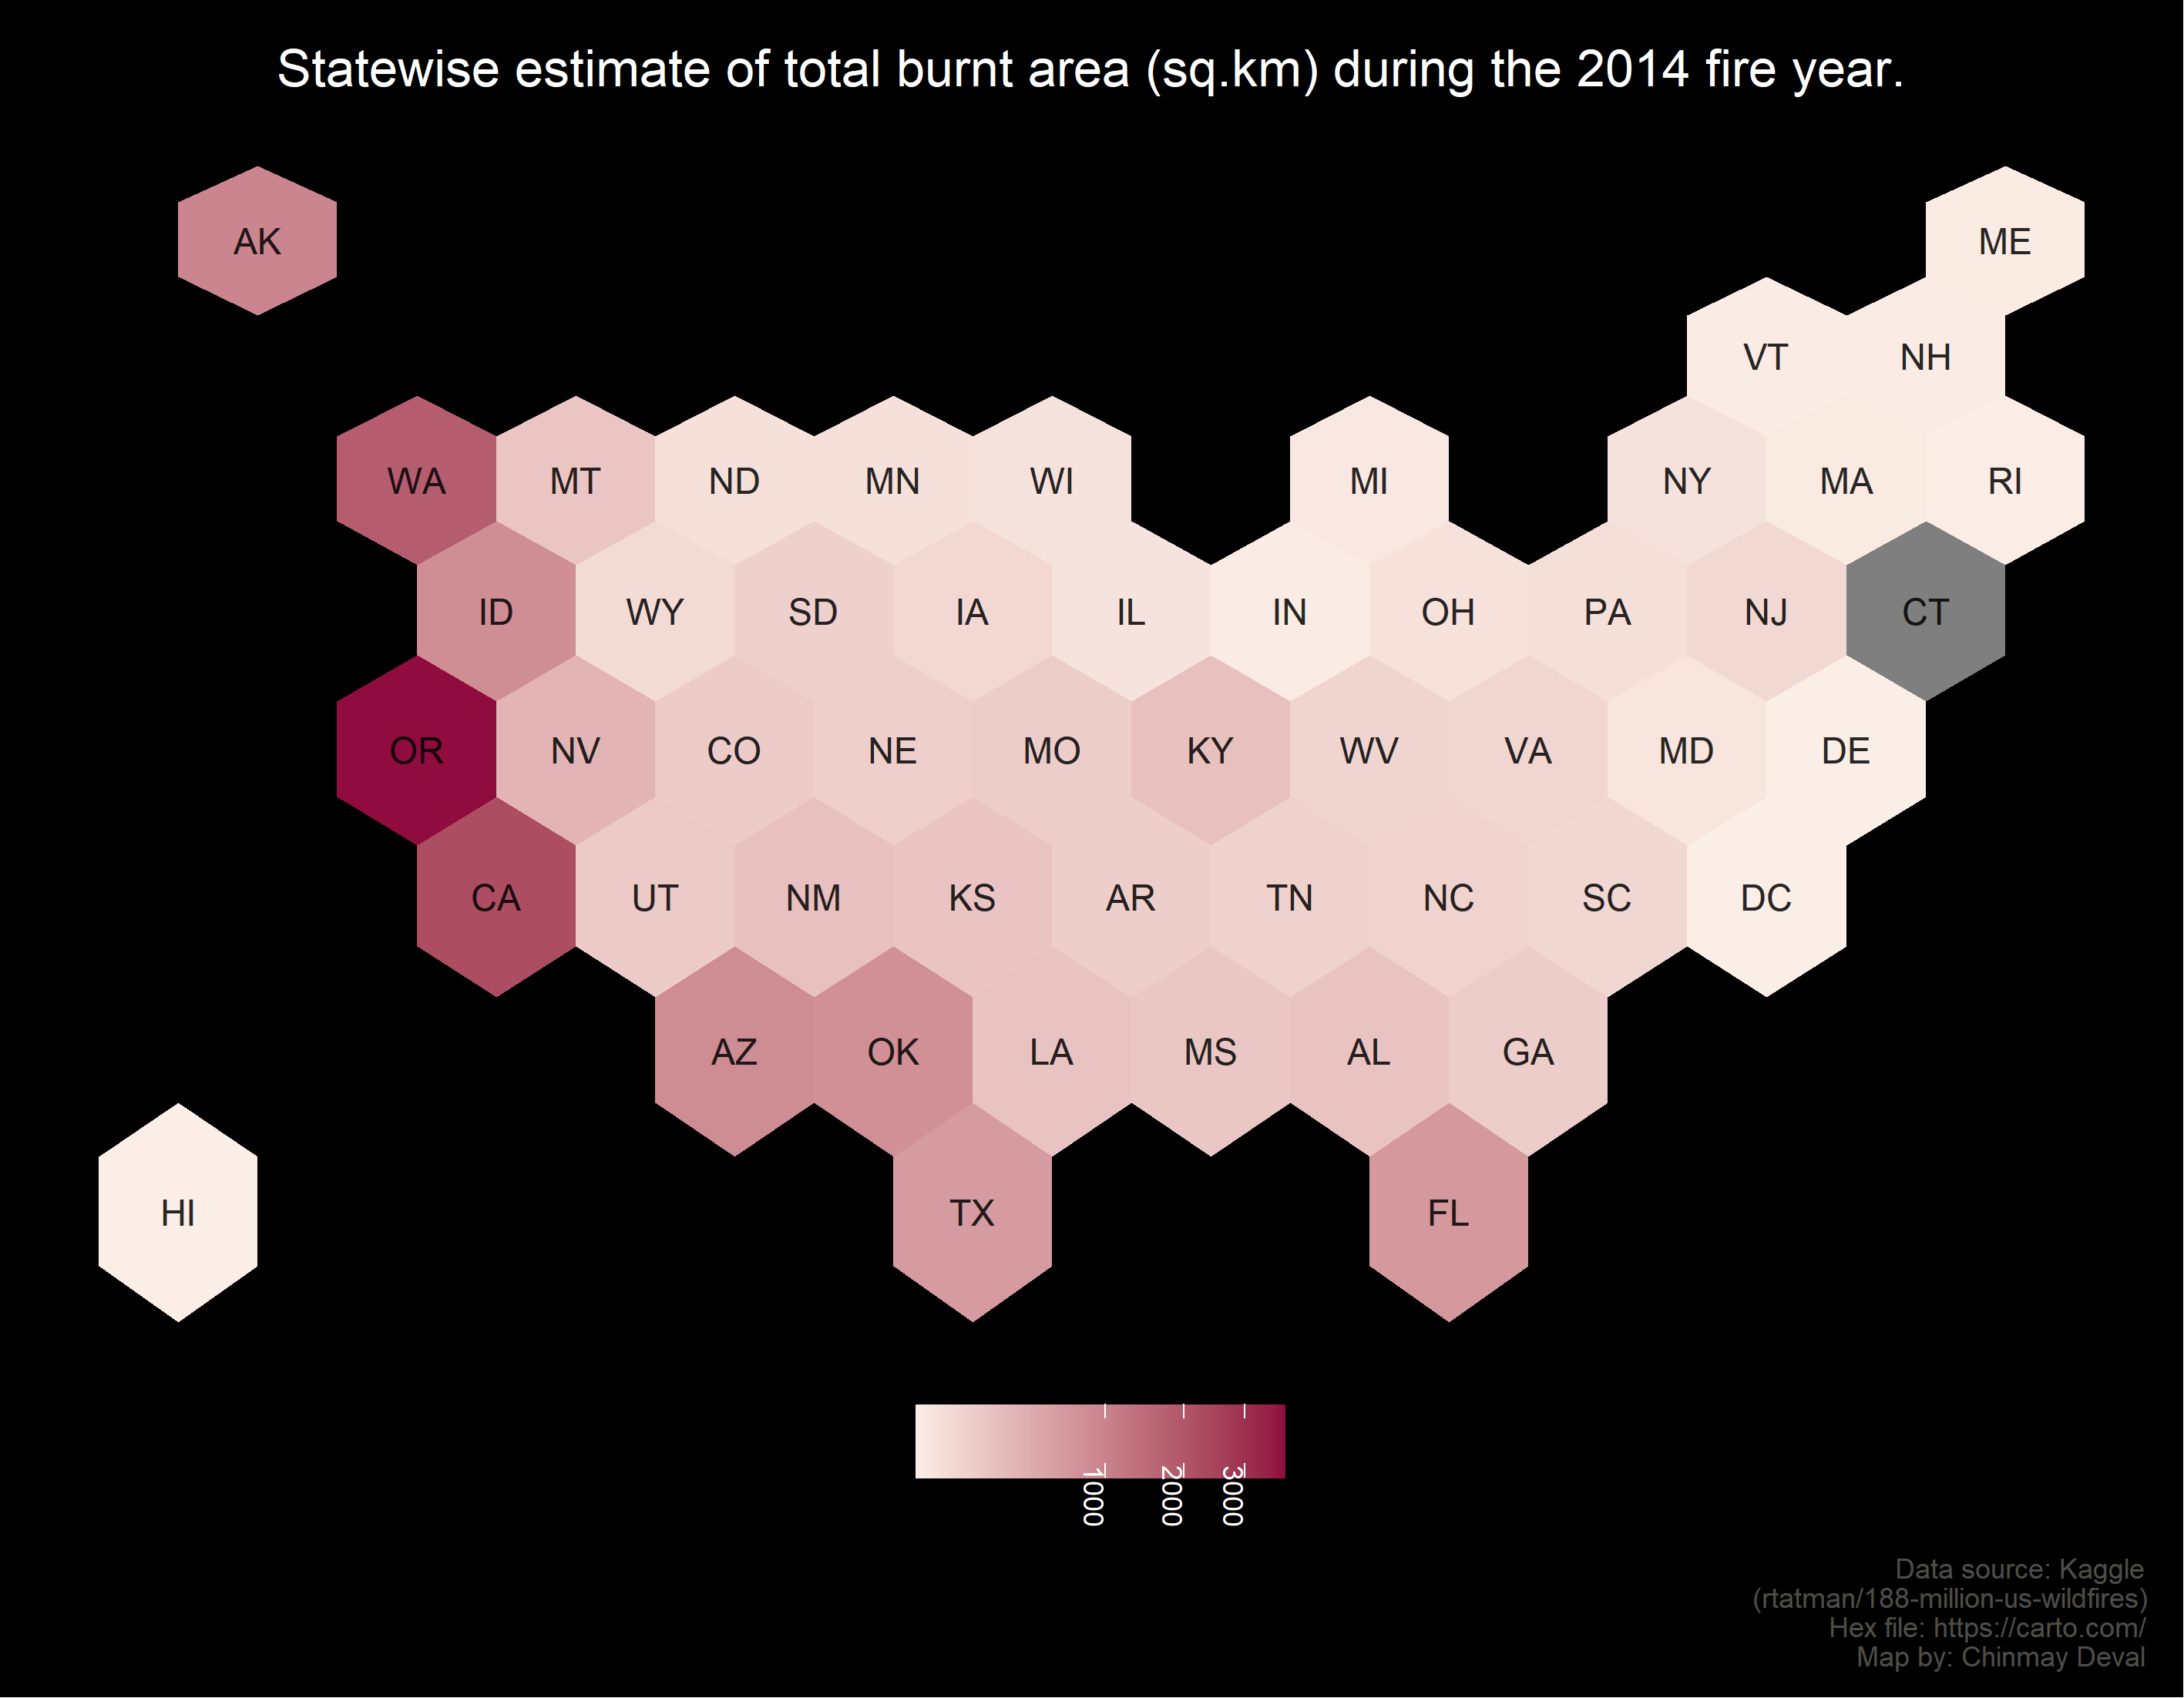 Statewise estimate of total burnt area (sq.km) during the 2014 fire year.
AK
ME
VT
NH
WA
MT
ND
MN
WI
MI
NY
MA
RI
ID
WY
SD
IA
IL
IN
OH
PA
NJ
CT
OR
NV
CO
NE
MO
KY
WV
VA
MD
DE
CA
UT
NM
KS
AR
TN
NC
SC
DC
AZ
OK
LA
MS
AL
GA
HI
TX
FL
1000
2000
3000
Data source: Kaggle
(rtatman/188-million-us-wildfires)
Hex file: https://carto.com/
Map by: Chinmay Deval